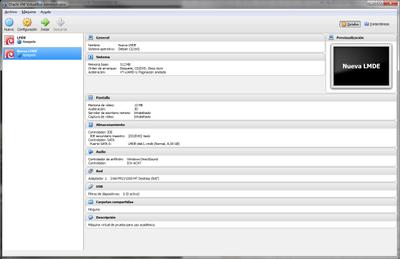 Oracle VM VirtualBox Administrador
Archivo Máquina Ayuda
Nueva Configuración Iniciar Descartar
Detalles Instantáneas
LMDE
Apagada
Nueva LMDE
Apagada
General
Nombre: Nueva LMDE
Sistema operativo: Debian (32 bit)
Sistema
Memoria base: 512 MB
Orden de arranque: Disquete, CD/DVD, Disco duro
Aceleración: VT-x/AMD-V, Paginación anidada
Previsualización
Nueva LMDE
Pantalla
Memoria de vídeo: 12 MB
Aceleración: 3D
Servidor de escritorio remoto: Inhabilitado
Captura de vídeo: Inhabilitado
Almacenamiento
Controlador: IDE
IDE secundario maestro: [CD/DVD] Vacío
Controlador: SATA
Puerto SATA 0: (Normal, 8,00 GB)
Audio
Controlador de anfitrión: Windows DirectSound
Controlador: ICH AC97
Red
Adaptador 1: Intel PRO/1000 MT Desktop (NAT)
USB
Filtros de dispositivos: 0 (0 activo)
Carpetas compartidas
Ninguno
Descripción
Máquina virtual de prueba para uso académico.